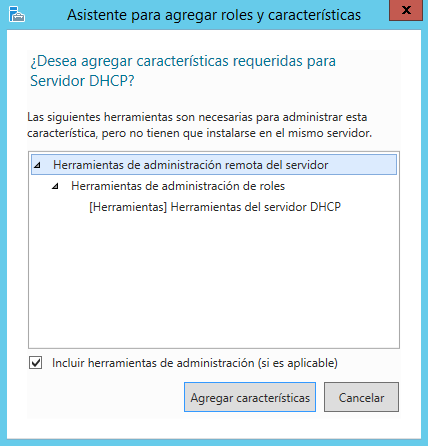 Asistente para agregar roles y características
x
¿Desea agregar características requeridas para
Servidor DHCP?
Las siguientes herramientas son necesarias para administrar esta
característica, pero no tienen que instalarse en el mismo servidor.
Herramientas de administración remota del servidor
Herramientas de administración de roles
[Herramientas] Herramientas del servidor DHCP
Incluir herramientas de administración (si es aplicable)
Agregar características
Cancelar